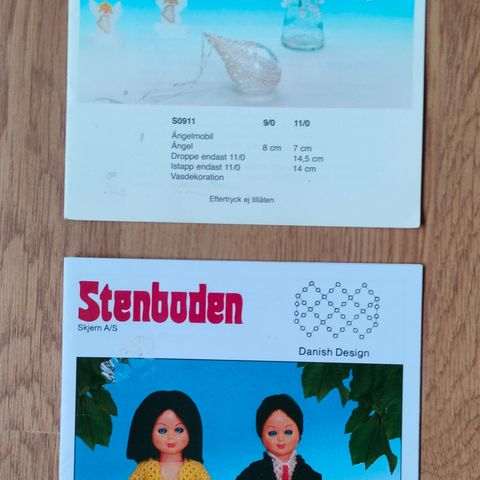 S0911 9/0 11/0
Ängelmobil
Ängel 8 cm 7 cm
Droppe endast 11/0 14,5 cm
Istapp endast 11/0 14 cm
Vasdekoration
Eftertryck ej tillåten
Stenboden
Skjern A/S
Danish Design